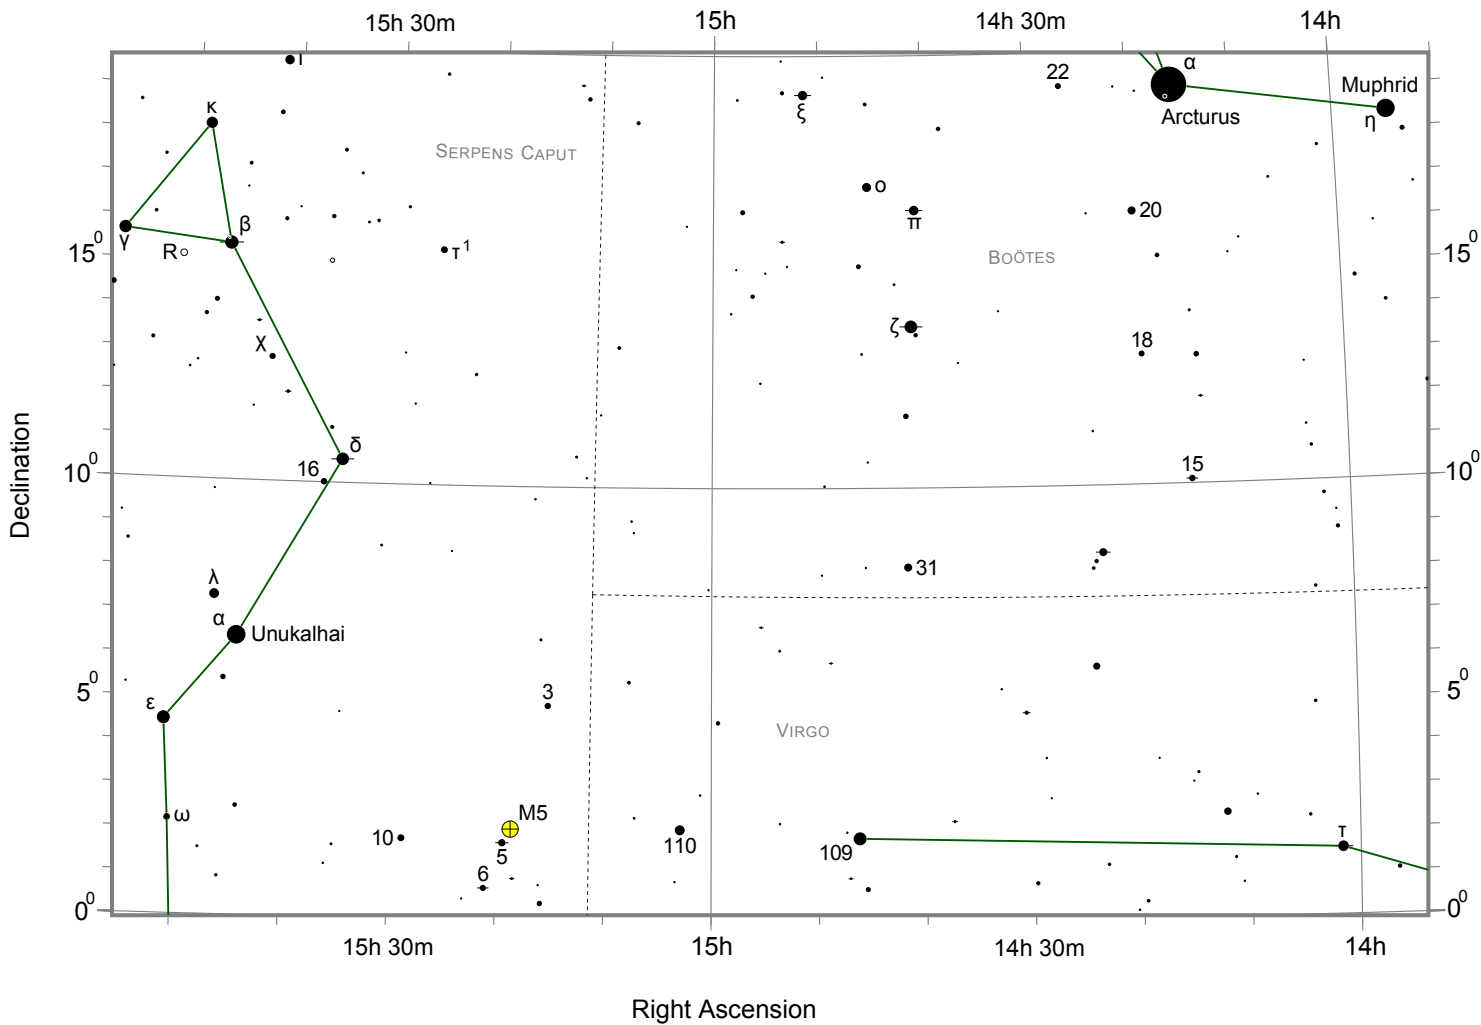 15h 30m
15h
14h 30m
14h
ι
κ
SERPENS CAPUT
ξ
22
α
Arcturus
Muphrid
η
γ
β
R
15⁰
τ¹
ο
π
BOÖTES
20
15⁰
χ
ζ
18
δ
16
10⁰
15
10⁰
Declination
λ
α
Unukalhai
31
ε
5⁰
3
VIRGO
5⁰
ω
10
M5
5
6
110
109
τ
0⁰
0⁰
15h 30m
15h
14h 30m
14h
Right Ascension